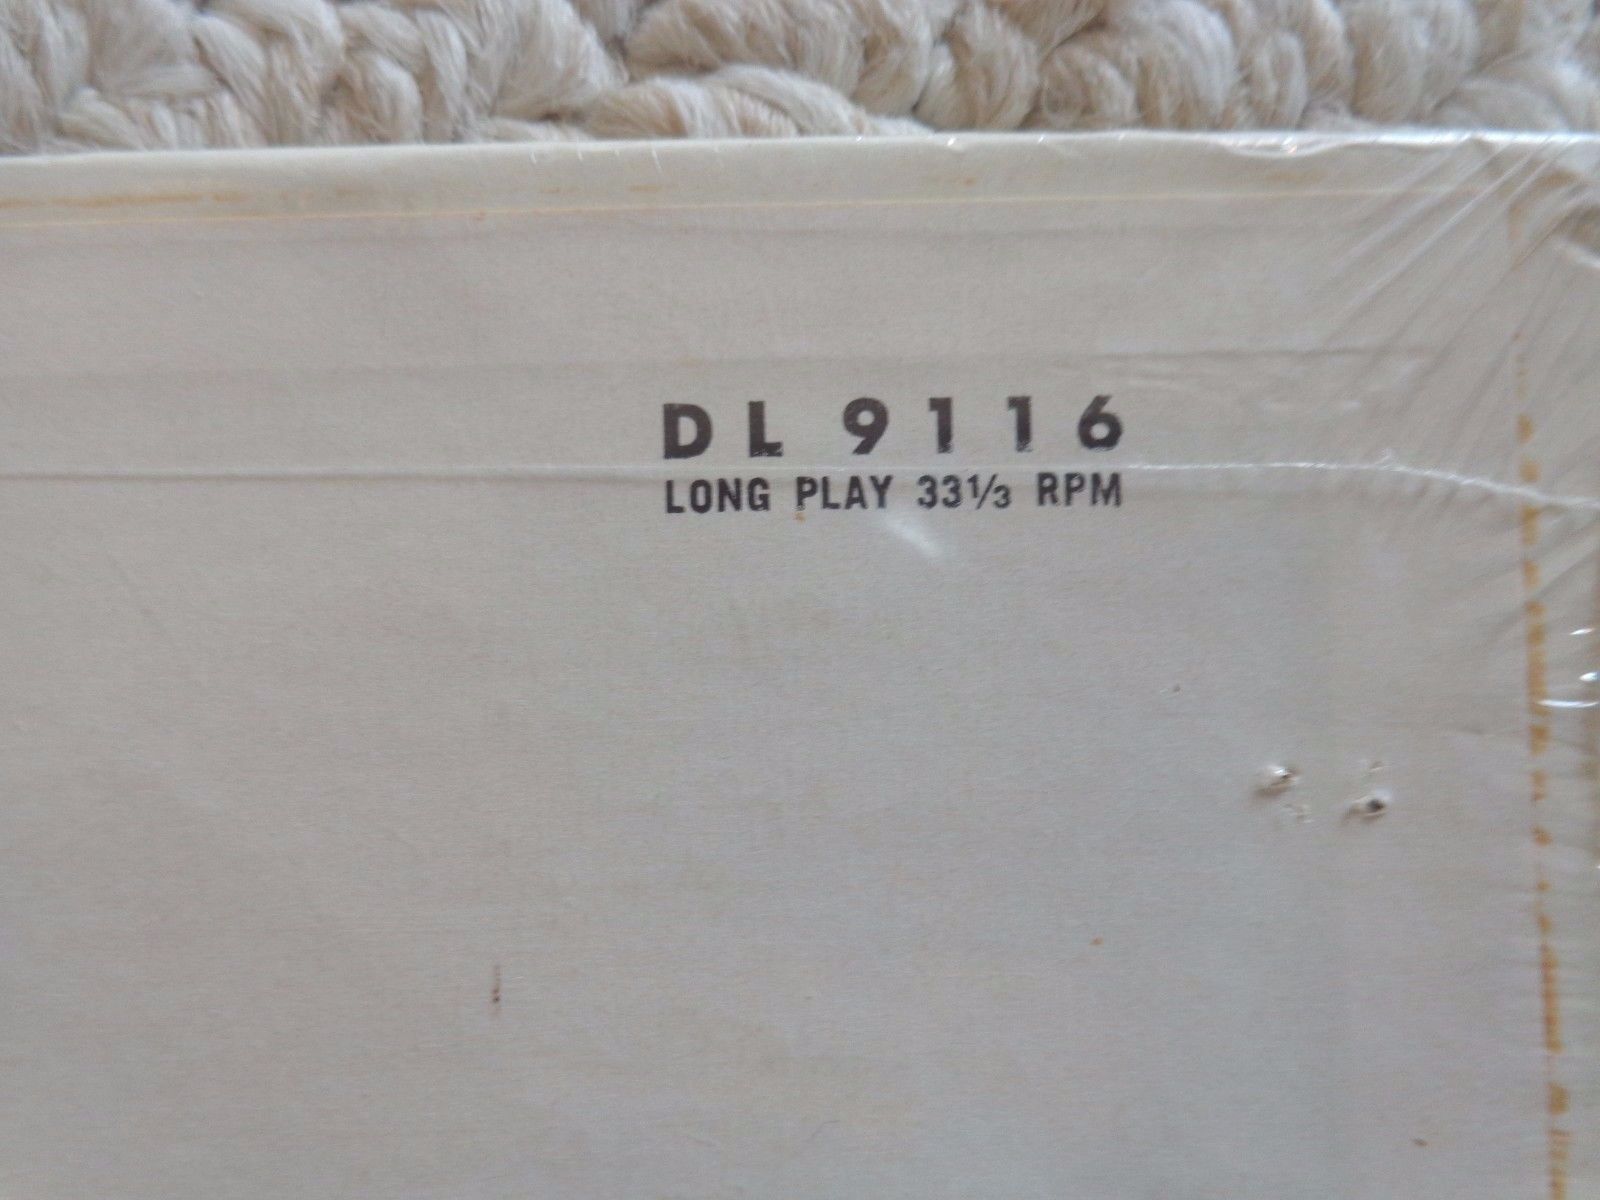 DL 9116
LONG PLAY 33⅓ RPM